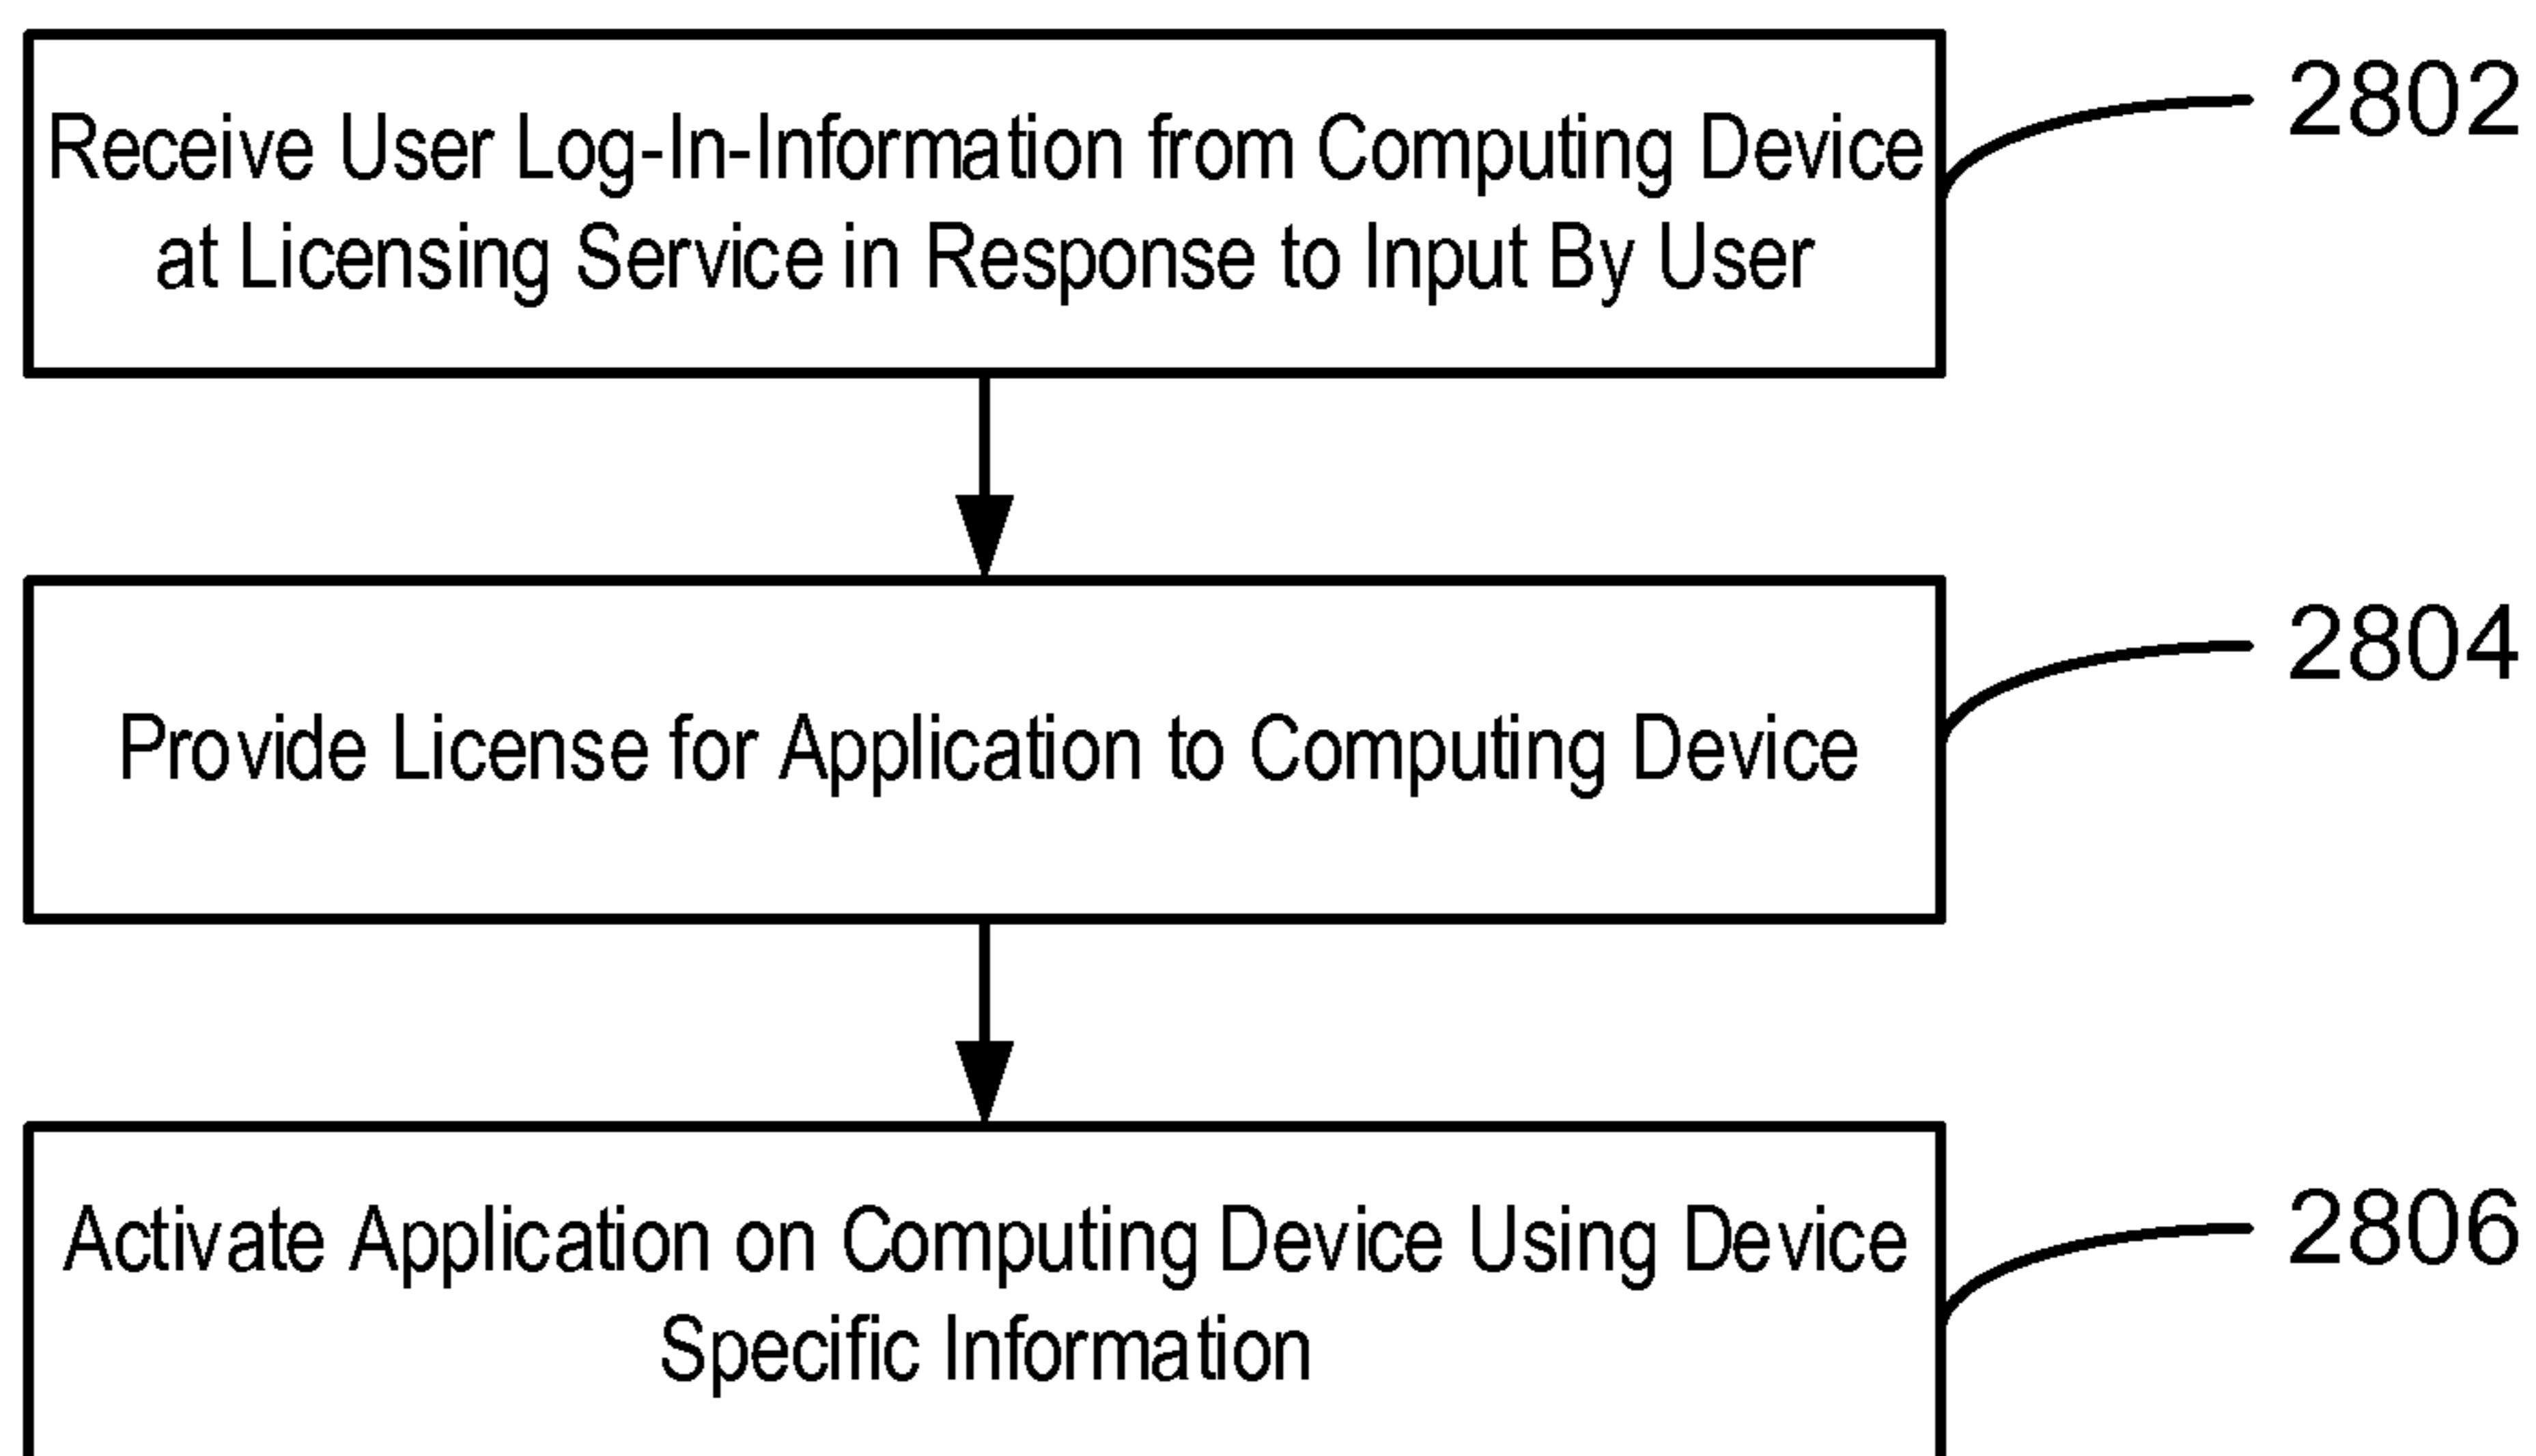 Receive User Log-In-Information from Computing Device
at Licensing Service in Response to Input By User
2802
Provide License for Application to Computing Device
2804
Activate Application on Computing Device Using Device
Specific Information
2806